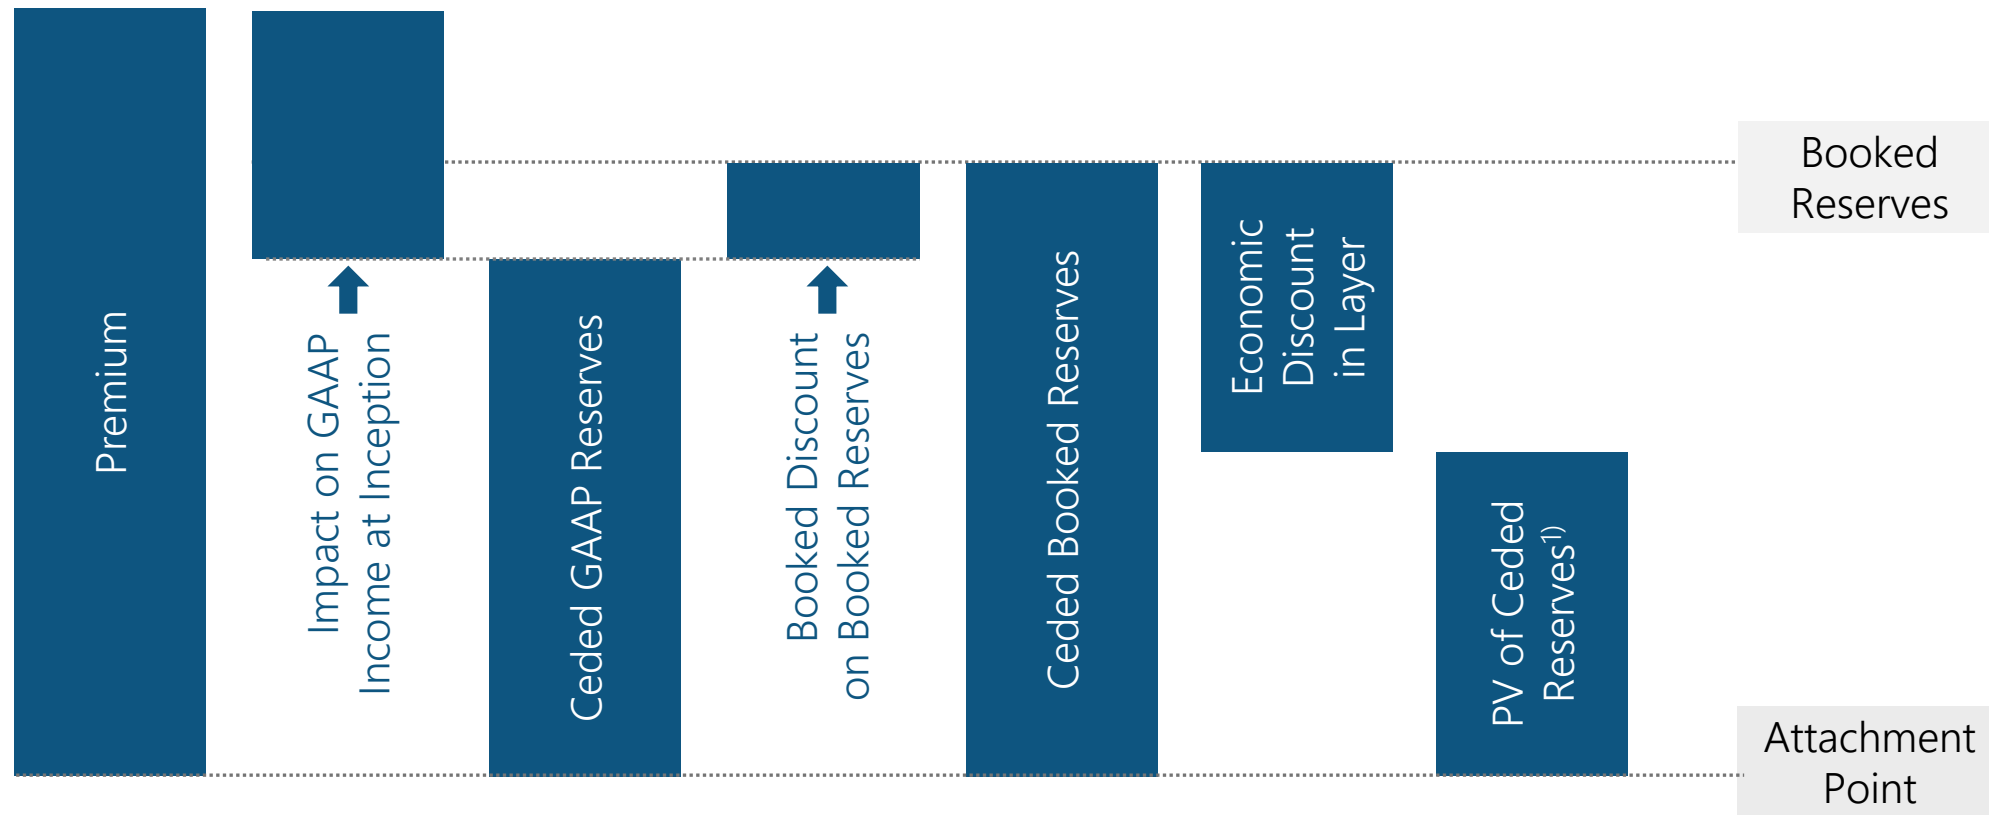 Premium
Impact on GAAP
Income at Inception
Ceded GAAP Reserves
Booked Discount
on Booked Reserves
Ceded Booked Reserves
Economic
Discount
in Layer
PV of Ceded
Reserves¹⁾
Booked
Reserves
Attachment
Point